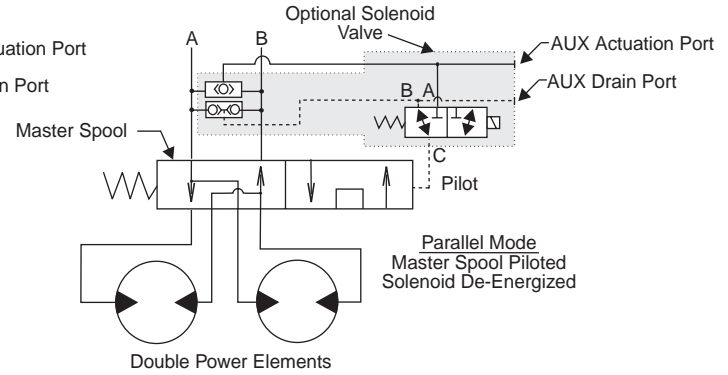 Optional Solenoid
Valve
A
B
uation Port
AUX Actuation Port
n Port
AUX Drain Port
B A
Master Spool
C
Pilot
Parallel Mode
Master Spool Piloted
Solenoid De-Energized
Double Power Elements